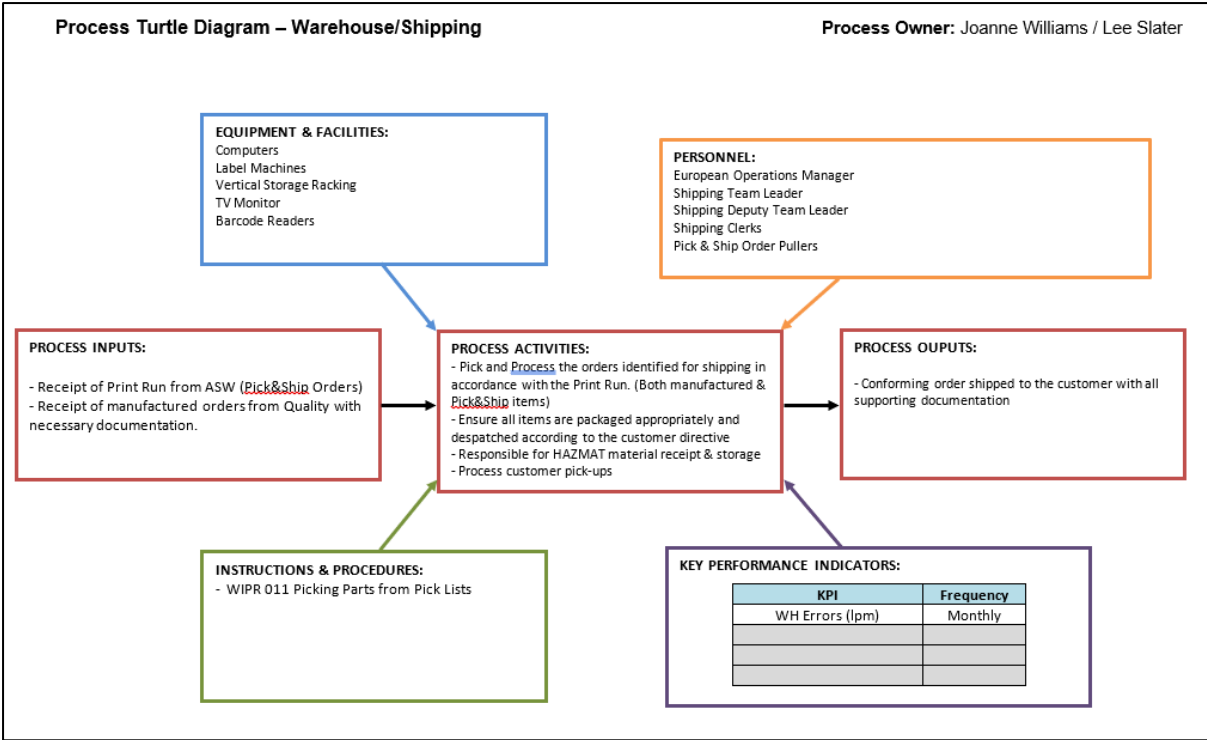 Process Turtle Diagram – Warehouse/Shipping
Process Owner: Joanne Williams / Lee Slater
EQUIPMENT & FACILITIES:
Computers
Label Machines
Vertical Storage Racking
TV Monitor
Barcode Readers
PERSONNEL:
European Operations Manager
Shipping Team Leader
Shipping Deputy Team Leader
Shipping Clerks
Pick & Ship Order Pullers
PROCESS INPUTS:
- Receipt of Print Run from ASW (Pick&Ship Orders)
- Receipt of manufactured orders from Quality with
necessary documentation.
PROCESS ACTIVITIES:
- Pick and Process the orders identified for shipping in
accordance with the Print Run. (Both manufactured &
Pick&Ship items)
- Ensure all items are packaged appropriately and
despatched according to the customer directive
- Responsible for HAZMAT material receipt & storage
- Process customer pick-ups
PROCESS OUPUTS:
- Conforming order shipped to the customer with all
supporting documentation
INSTRUCTIONS & PROCEDURES:
- WIPR 011 Picking Parts from Pick Lists
KEY PERFORMANCE INDICATORS:
KPI Frequency
WH Errors (lpm) Monthly